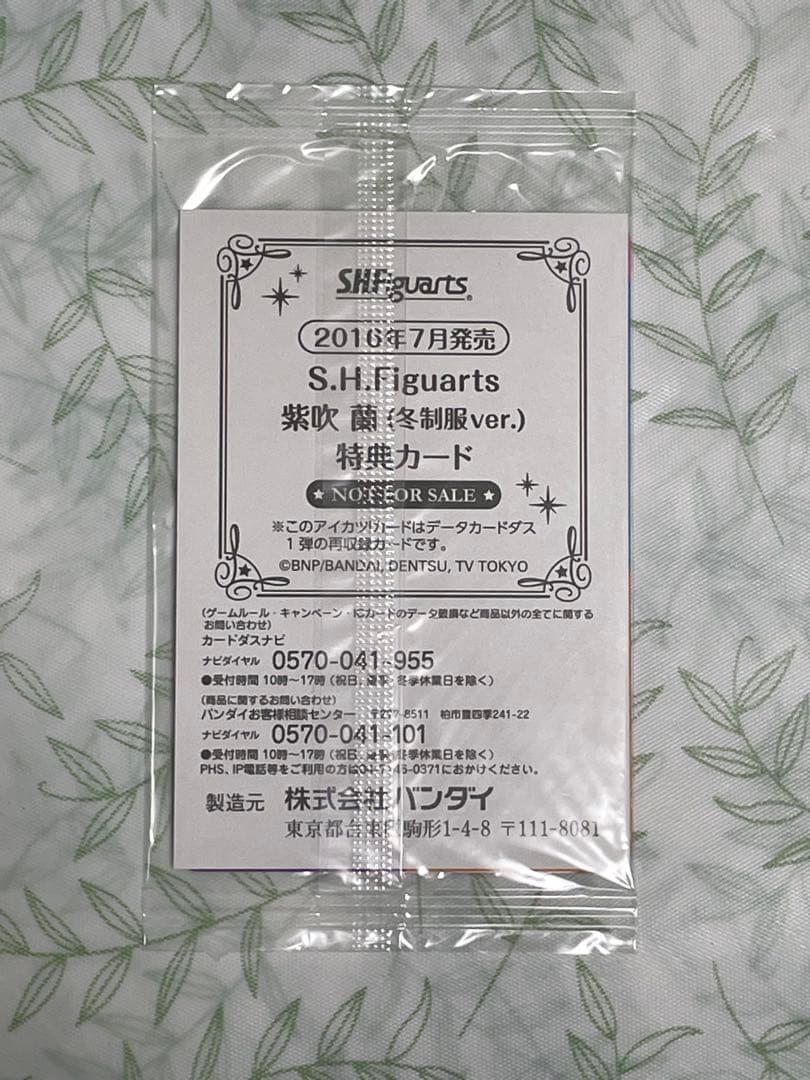 S.H.Figuarts®
2016年7月発売
S.H.Figuarts
紫吹 蘭(冬制服ver.)
特典カード
★ NOT FOR SALE ★
※このアイカツ!カードはデータカードダス
1弾の再収録カードです。
©BNP/BANDAI, DENTSU, TV TOKYO
(ゲームルール・キャンペーン・ICカードのデータ破損など商品以外の全てに関する
お問い合わせ)
カードダスナビ
ナビダイヤル 0570-041-955
●受付時間 10時〜17時(祝日、夏季・冬季休業日を除く)
(商品に関するお問い合わせ)
バンダイお客様相談センター 〒277-8511 柏市豊四季241-22
ナビダイヤル 0570-041-101
●受付時間 10時〜17時(祝日、夏季・冬季休業日を除く)
PHS、IP電話等をご利用の方は04-7146-0371におかけください。
製造元 株式会社バンダイ
東京都台東区駒形1-4-8 〒111-8081